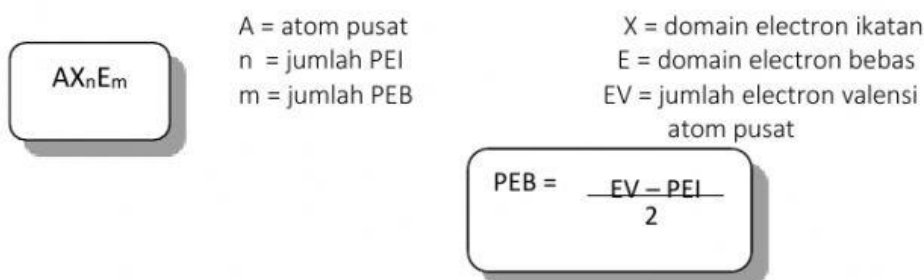 AXₙEₘ
A = atom pusat
n = jumlah PEI
m = jumlah PEB
X = domain electron ikatan
E = domain electron bebas
EV = jumlah electron valensi
atom pusat
PEB =
EV – PEI
2